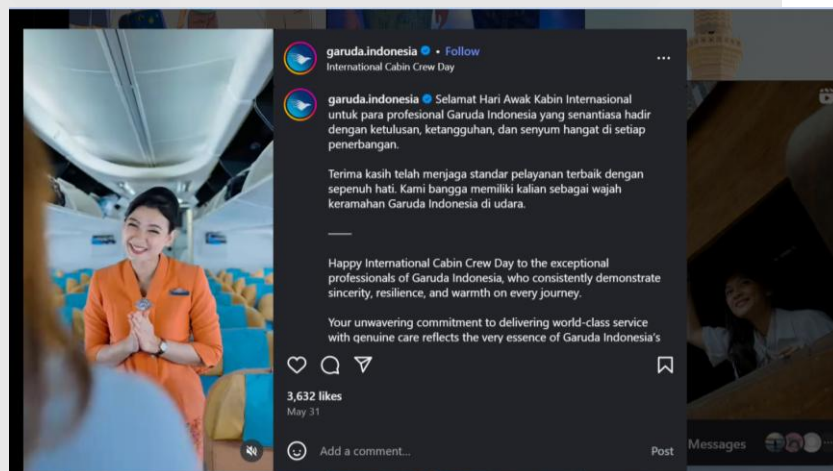 garuda.indonesia • Follow
International Cabin Crew Day
garuda.indonesia Selamat Hari Awak Kabin Internasional
untuk para profesional Garuda Indonesia yang senantiasa hadir
dengan ketulusan, ketangguhan, dan senyum hangat di setiap
penerbangan.
Terima kasih telah menjaga standar pelayanan terbaik dengan
sepenuh hati. Kami bangga memiliki kalian sebagai wajah
keramahan Garuda Indonesia di udara.
Happy International Cabin Crew Day to the exceptional
professionals of Garuda Indonesia, who consistently demonstrate
sincerity, resilience, and warmth on every journey.
Your unwavering commitment to delivering world-class service
with genuine care reflects the very essence of Garuda Indonesia's
3,632 likes
May 31
Add a comment...
Post
Messages